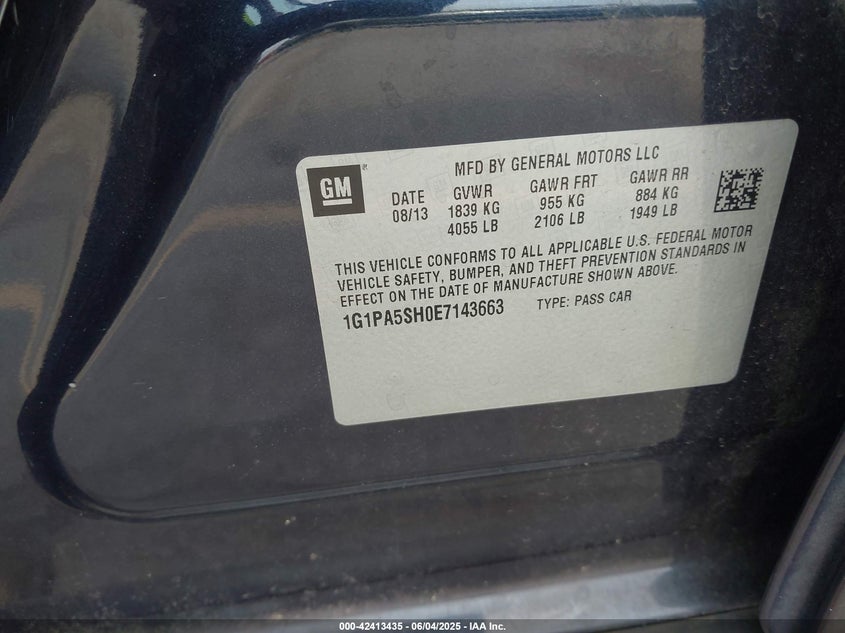 GM
MFD BY GENERAL MOTORS LLC
DATE GVWR GAWR FRT GAWR RR
08/13 1839 KG 955 KG 884 KG
4055 LB 2106 LB 1949 LB
THIS VEHICLE CONFORMS TO ALL APPLICABLE U.S. FEDERAL MOTOR
VEHICLE SAFETY, BUMPER, AND THEFT PREVENTION STANDARDS IN
EFFECT ON THE DATE OF MANUFACTURE SHOWN ABOVE.
1G1PA5SH0E7143663 TYPE: PASS CAR
000-42413435 - 06/04/2025 - IAAI.COM